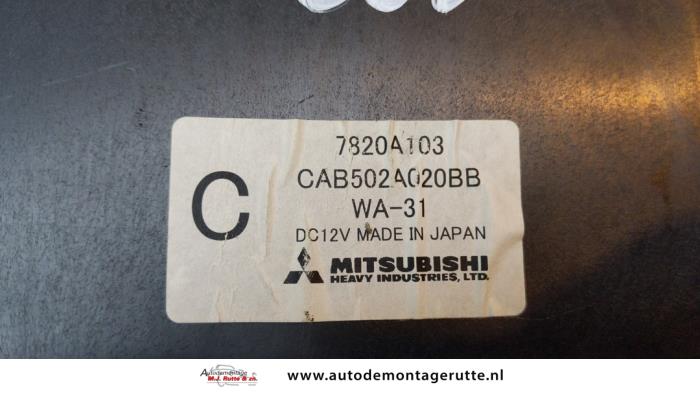 7820A103
CAB502A020BB
C
WA-31
DC12V MADE IN JAPAN
MITSUBISHI
HEAVY INDUSTRIES, LTD.
Autodemontage
M.J. Rutte & zn.
www.autodemontagerutte.nl